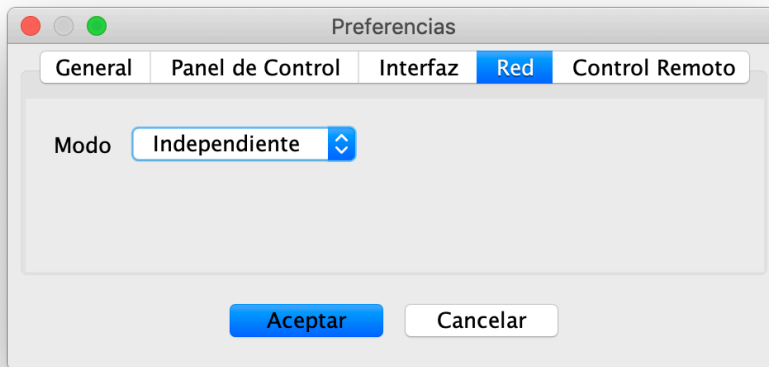 Preferencias
General Panel de Control Interfaz Red Control Remoto
Modo Independiente
Aceptar Cancelar